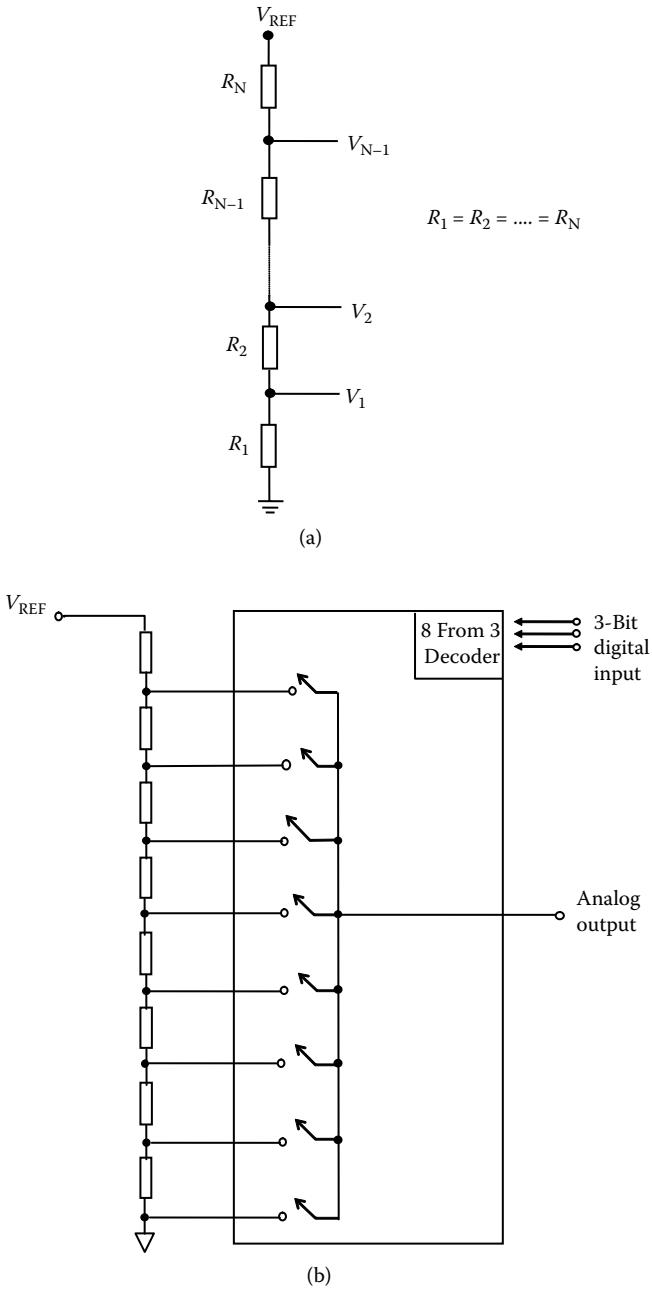 V_REF
R_N
V_N–1
R_N–1
R_1 = R_2 = .... = R_N
V_2
R_2
V_1
R_1
(a)
V_REF
8 From 3
Decoder
3-Bit
digital
input
Analog
output
(b)